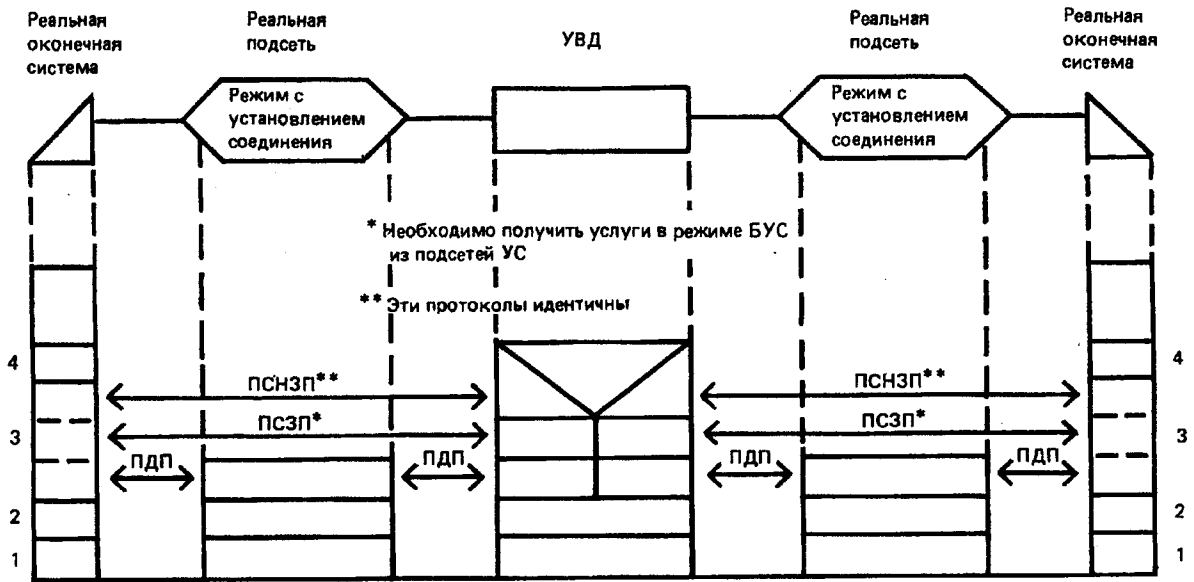 Реальная
оконечная
система
Реальная
подсеть
УВД
Реальная
подсеть
Реальная
оконечная
система
Режим с
установлением
соединения
Режим с
установлением
соединения
* Необходимо получить услуги в режиме БУС
из подсетей УС
** Эти протоколы идентичны
4
3
2
1
ПСНЗП**
ПСЗП*
ПДП
ПДП
ПСНЗП**
ПСЗП*
ПДП
ПДП
4
3
2
1